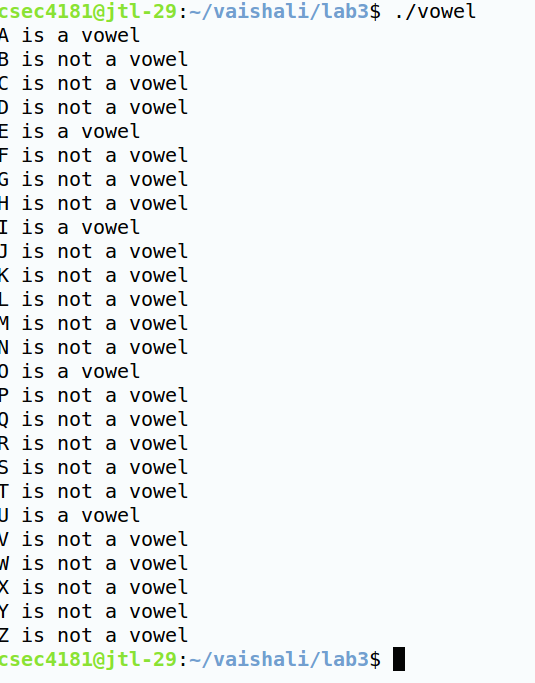 csec4181@jtl-29:~/vaishali/lab3$ ./vowel
A is a vowel
B is not a vowel
C is not a vowel
D is not a vowel
E is a vowel
F is not a vowel
G is not a vowel
H is not a vowel
I is a vowel
J is not a vowel
K is not a vowel
L is not a vowel
M is not a vowel
N is not a vowel
O is a vowel
P is not a vowel
Q is not a vowel
R is not a vowel
S is not a vowel
T is not a vowel
U is a vowel
V is not a vowel
W is not a vowel
X is not a vowel
Y is not a vowel
Z is not a vowel
csec4181@jtl-29:~/vaishali/lab3$